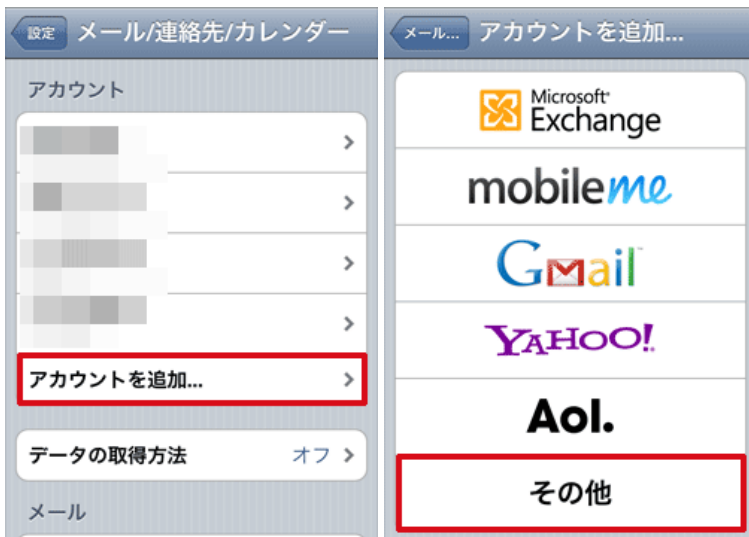 設定
メール/連絡先/カレンダー
アカウント
アカウントを追加...
データの取得方法 オフ
メール
メール...
アカウントを追加...
Microsoft
Exchange
mobileme
Gmail
YAHOO!
Aol.
その他